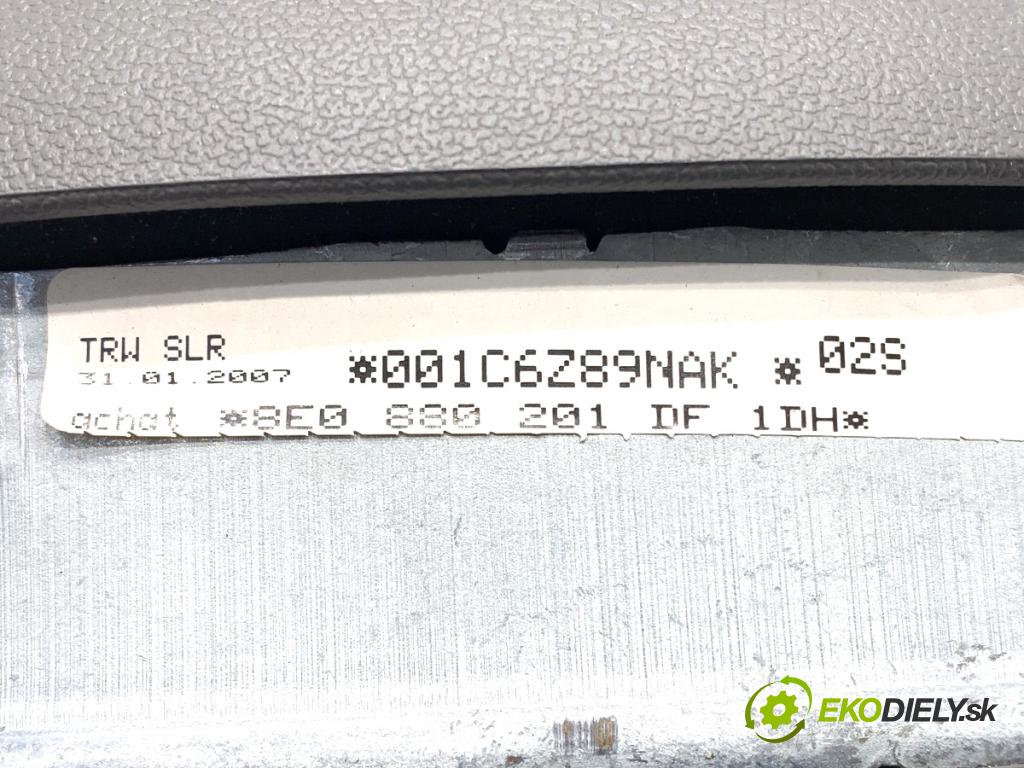 TRW SLR
31.01.2007
*001C6Z89NAK *
02S
achat *8E0 880 201 DF 1DH*
EKODIELY.sk